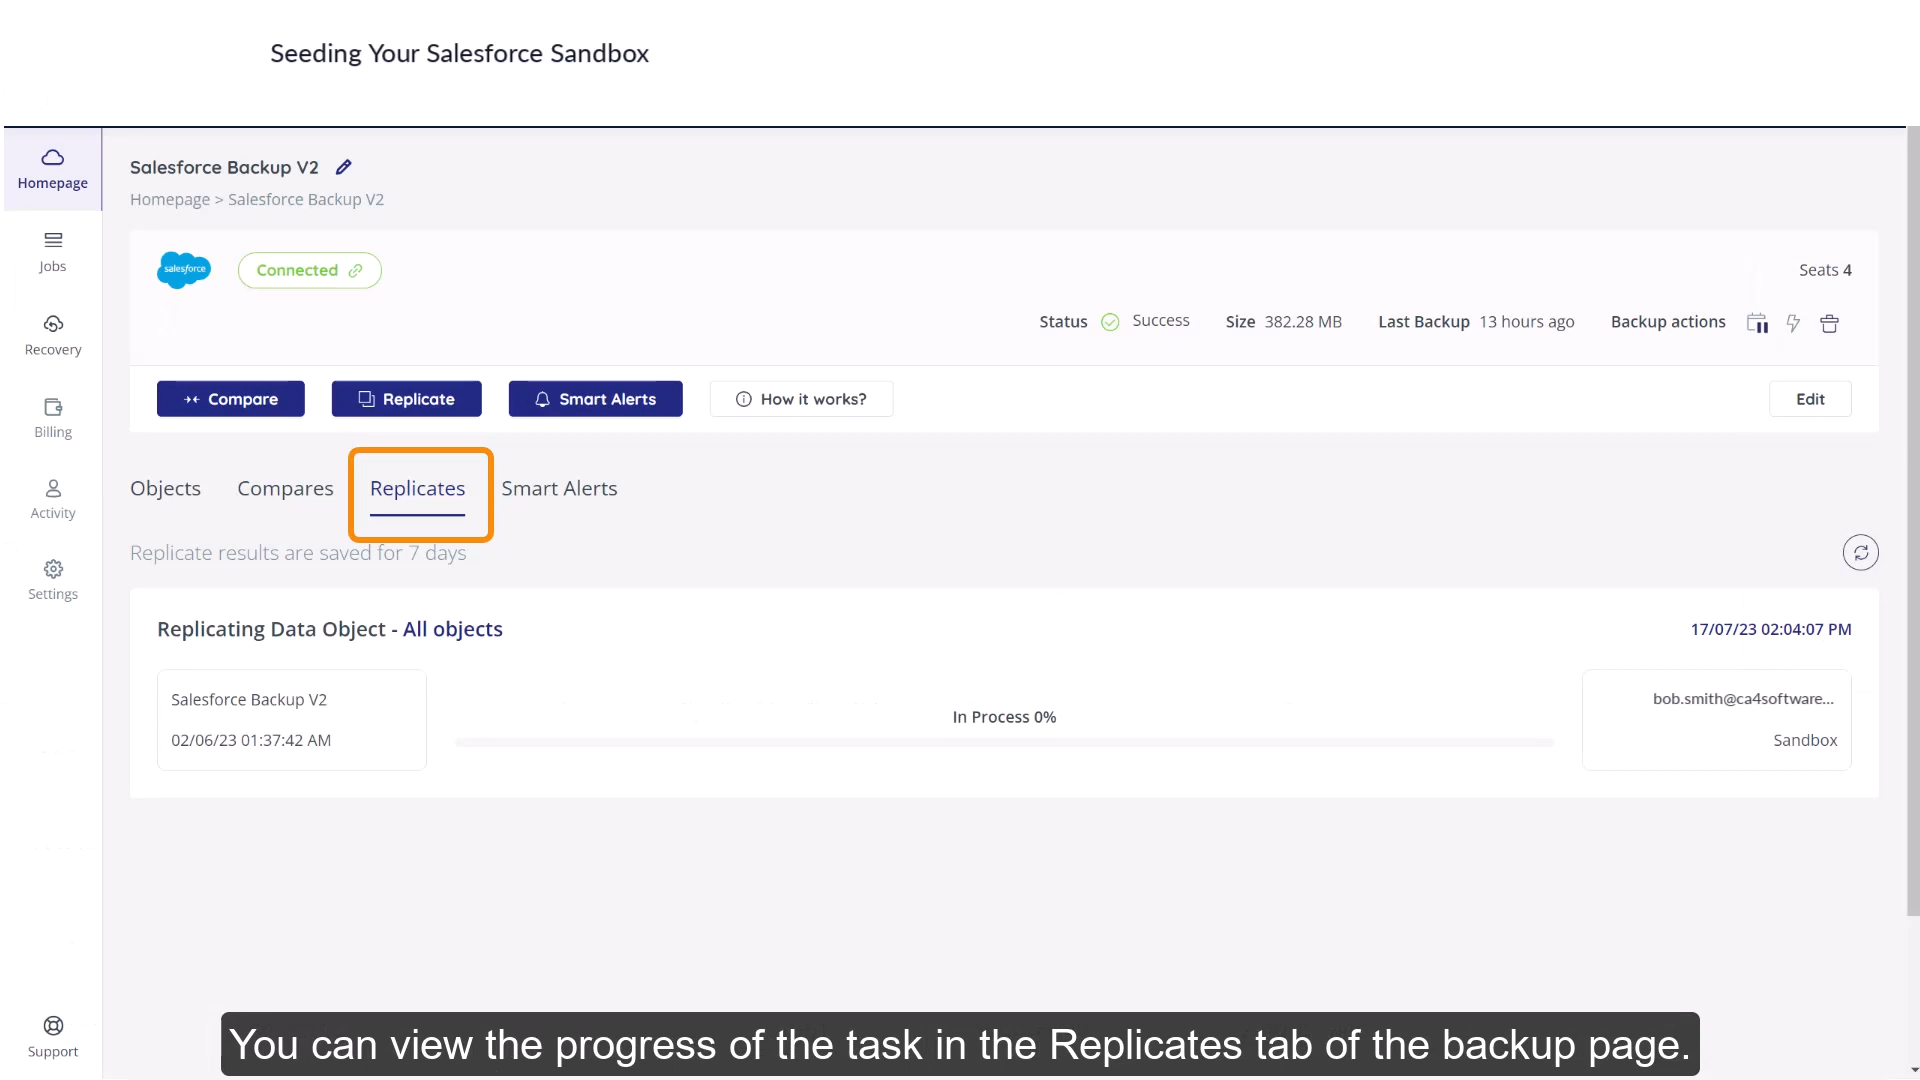 Seeding Your Salesforce Sandbox
Homepage
Jobs
Recovery
Billing
Activity
Settings
Support
Salesforce Backup V2
Homepage > Salesforce Backup V2
salesforce
Connected
Seats 4
Status Success Size 382.28 MB Last Backup 13 hours ago Backup actions
Compare Replicate Smart Alerts How it works? Edit
Objects Compares Replicates Smart Alerts
Replicate results are saved for 7 days
Replicating Data Object - All objects 17/07/23 02:04:07 PM
Salesforce Backup V2
02/06/23 01:37:42 AM
In Process 0%
bob.smith@ca4software...
Sandbox
You can view the progress of the task in the Replicates tab of the backup page.